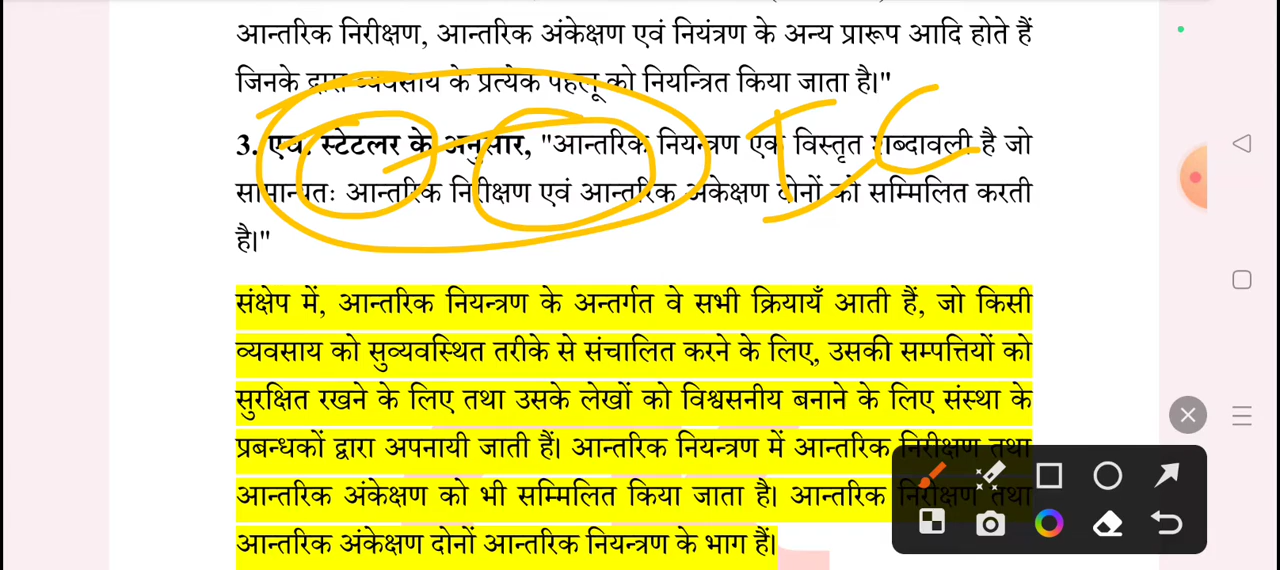 आन्तरिक निरीक्षण, आन्तरिक अंकेक्षण एवं नियंत्रण के अन्य प्रारूप आदि होते हैं
जिनके द्वारा व्यवसाय के प्रत्येक पहलू को नियन्त्रित किया जाता है।"
3. एच. स्टेटलर के अनुसार, "आन्तरिक नियन्त्रण एक विस्तृत शब्दावली है जो
सामान्यतः आन्तरिक निरीक्षण एवं आन्तरिक अंकेक्षण दोनों को सम्मिलित करती
है।"
I.C
संक्षेप में, आन्तरिक नियन्त्रण के अन्तर्गत वे सभी क्रियायें आती हैं, जो किसी
व्यवसाय को सुव्यवस्थित तरीके से संचालित करने के लिए, उसकी सम्पत्तियों को
सुरक्षित रखने के लिए तथा उसके लेखों को विश्वसनीय बनाने के लिए संस्था के
प्रबन्धकों द्वारा अपनायी जाती हैं। आन्तरिक नियन्त्रण में आन्तरिक निरीक्षण तथा
आन्तरिक अंकेक्षण को भी सम्मिलित किया जाता है। आन्तरिक निरीक्षण तथा
आन्तरिक अंकेक्षण दोनों आन्तरिक नियन्त्रण के भाग हैं।